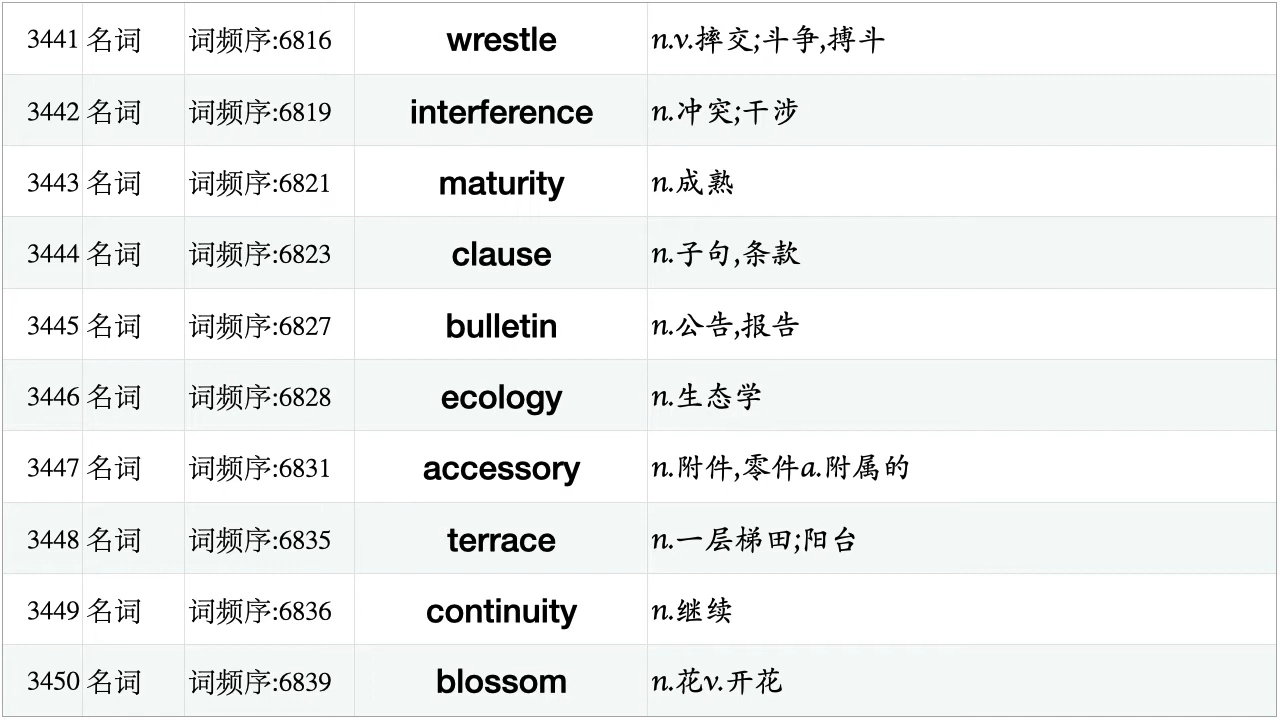 3441 名词 词频序:6816 wrestle n.v.摔交;斗争,搏斗
3442 名词 词频序:6819 interference n.冲突;干涉
3443 名词 词频序:6821 maturity n.成熟
3444 名词 词频序:6823 clause n.子句,条款
3445 名词 词频序:6827 bulletin n.公告,报告
3446 名词 词频序:6828 ecology n.生态学
3447 名词 词频序:6831 accessory n.附件,零件a.附属的
3448 名词 词频序:6835 terrace n.一层梯田;阳台
3449 名词 词频序:6836 continuity n.继续
3450 名词 词频序:6839 blossom n.花v.开花